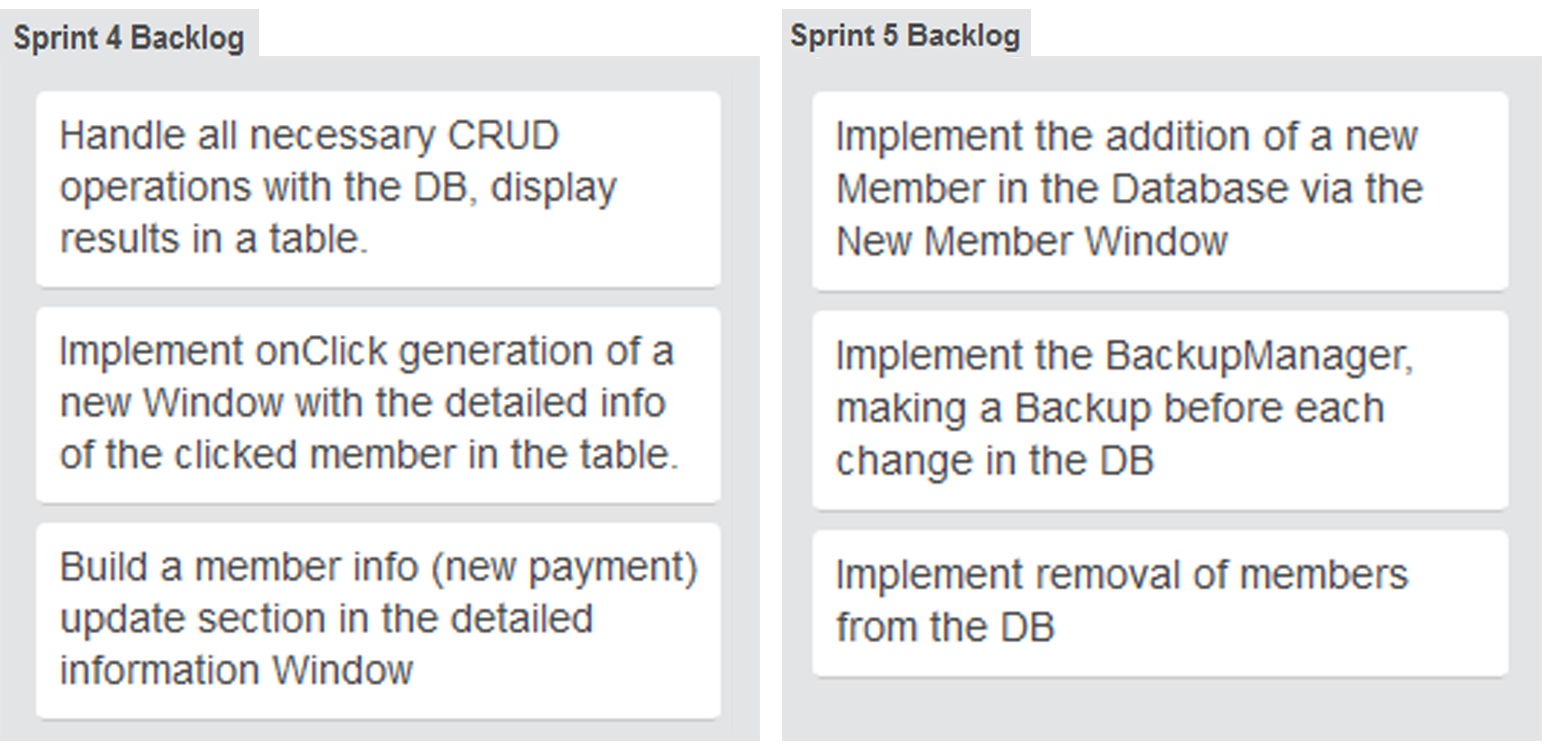 Sprint 4 Backlog
Handle all necessary CRUD
operations with the DB, display
results in a table.
Implement onClick generation of a
new Window with the detailed info
of the clicked member in the table.
Build a member info (new payment)
update section in the detailed
information Window
Sprint 5 Backlog
Implement the addition of a new
Member in the Database via the
New Member Window
Implement the BackupManager,
making a Backup before each
change in the DB
Implement removal of members
from the DB